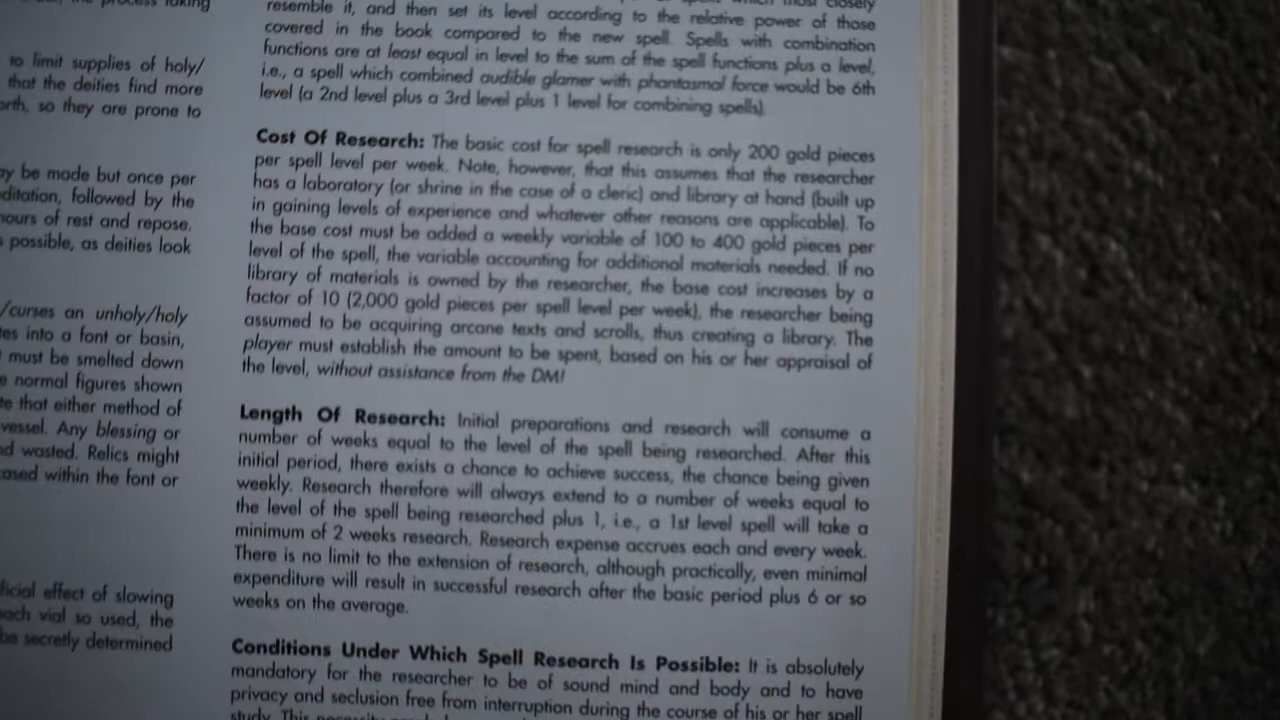 to limit supplies of holy/
that the deities find more
so they are prone to
be made but once per
followed by the
of rest and repose.
possible, as deities look
/curses an unholy/holy
into a font or basin,
must be smelted down
normal figures shown
that either method of
vessel. Any blessing or
wasted. Relics might
within the font or
effect of slowing
vial so used, the
be secretly determined
resemble it, and then set its level according to the relative power of those
covered in the book compared to the new spell. Spells with combination
functions are at least equal in level to the sum of the spell functions plus a level,
i.e., a spell which combined audible glamer with phantasmal force would be 6th
level (a 2nd level plus a 3rd level plus 1 level for combining spells).
Cost Of Research: The basic cost for spell research is only 200 gold pieces
per spell level per week. Note, however, that this assumes that the researcher
has a laboratory (or shrine in the case of a cleric) and library at hand (built up
in gaining levels of experience and whatever other reasons are applicable). To
the base cost must be added a weekly variable of 100 to 400 gold pieces per
level of the spell, the variable accounting for additional materials needed. If no
library of materials is owned by the researcher, the base cost increases by a
factor of 10 (2,000 gold pieces per spell level per week), the researcher being
assumed to be acquiring arcane texts and scrolls, thus creating a library. The
player must establish the amount to be spent, based on his or her appraisal of
the level, without assistance from the DM!
Length Of Research: Initial preparations and research will consume a
number of weeks equal to the level of the spell being researched. After this
initial period, there exists a chance to achieve success, the chance being given
weekly. Research therefore will always extend to a number of weeks equal to
the level of the spell being researched plus 1, i.e., a 1st level spell will take a
minimum of 2 weeks research. Research expense accrues each and every week.
There is no limit to the extension of research, although practically, even minimal
expenditure will result in successful research after the basic period plus 6 or so
weeks on the average.
Conditions Under Which Spell Research Is Possible: It is absolutely
mandatory for the researcher to be of sound mind and body and to have
privacy and seclusion free from interruption during the course of his or her spell
study. This necessity